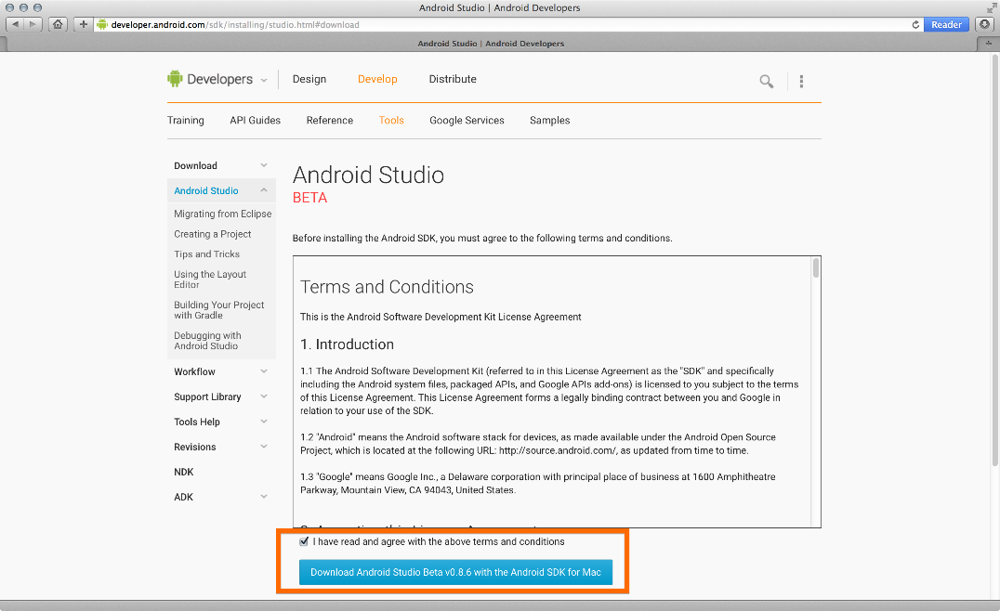 Android Studio | Android Developers
developer.android.com/sdk/installing/studio.html#download
Reader
Android Studio | Android Developers
Developers
Design
Develop
Distribute
Training
API Guides
Reference
Tools
Google Services
Samples
Download
Android Studio
Migrating from Eclipse
Creating a Project
Tips and Tricks
Using the Layout
Editor
Building Your Project
with Gradle
Debugging with
Android Studio
Workflow
Support Library
Tools Help
Revisions
NDK
ADK
Android Studio
BETA
Before installing the Android SDK, you must agree to the following terms and conditions.
Terms and Conditions
This is the Android Software Development Kit License Agreement
1. Introduction
1.1 The Android Software Development Kit (referred to in this License Agreement as the "SDK" and specifically
including the Android system files, packaged APIs, and Google APIs add-ons) is licensed to you subject to the terms
of this License Agreement. This License Agreement forms a legally binding contract between you and Google in
relation to your use of the SDK.
1.2 "Android" means the Android software stack for devices, as made available under the Android Open Source
Project, which is located at the following URL: http://source.android.com/, as updated from time to time.
1.3 "Google" means Google Inc., a Delaware corporation with principal place of business at 1600 Amphitheatre
Parkway, Mountain View, CA 94043, United States.
I have read and agree with the above terms and conditions
Download Android Studio Beta v0.8.6 with the Android SDK for Mac